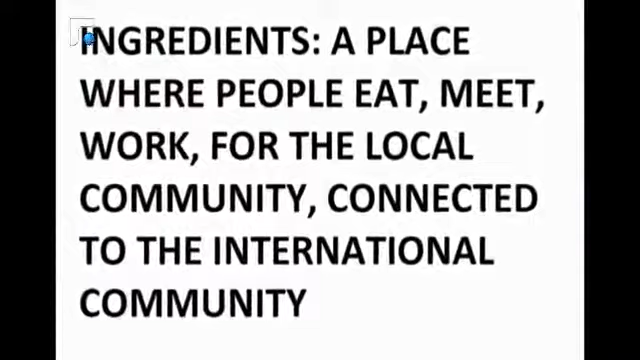 INGREDIENTS: A PLACE
WHERE PEOPLE EAT, MEET,
WORK, FOR THE LOCAL
COMMUNITY, CONNECTED
TO THE INTERNATIONAL
COMMUNITY